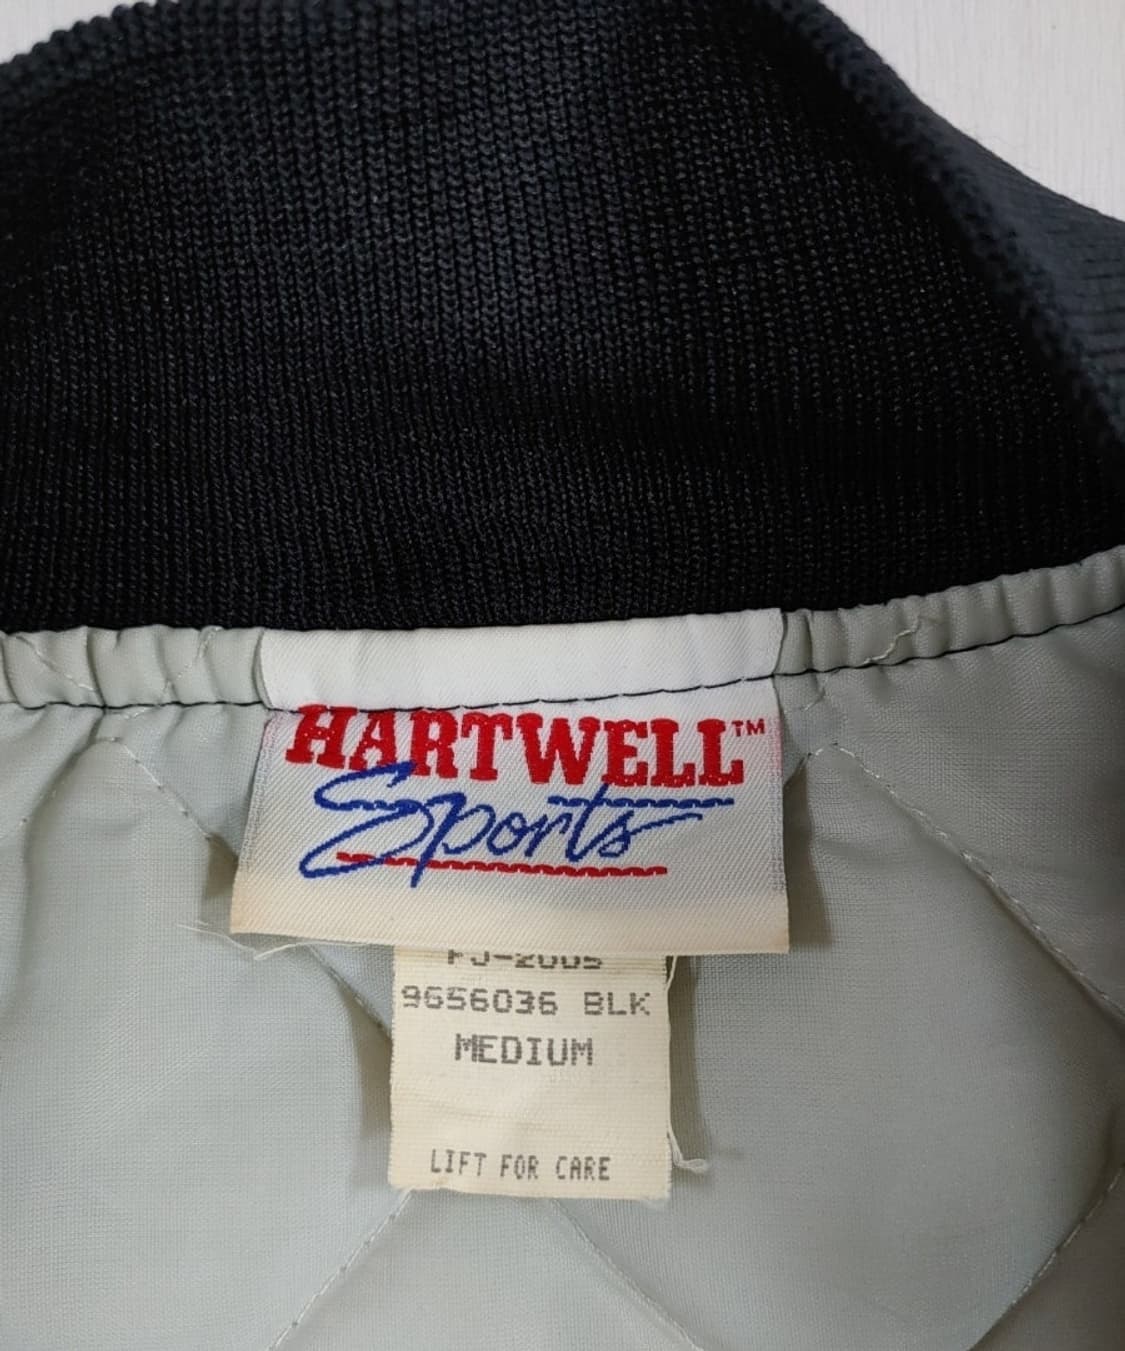 HARTWELL™
Sports
9656036 BLK
MEDIUM
LIFT FOR CARE